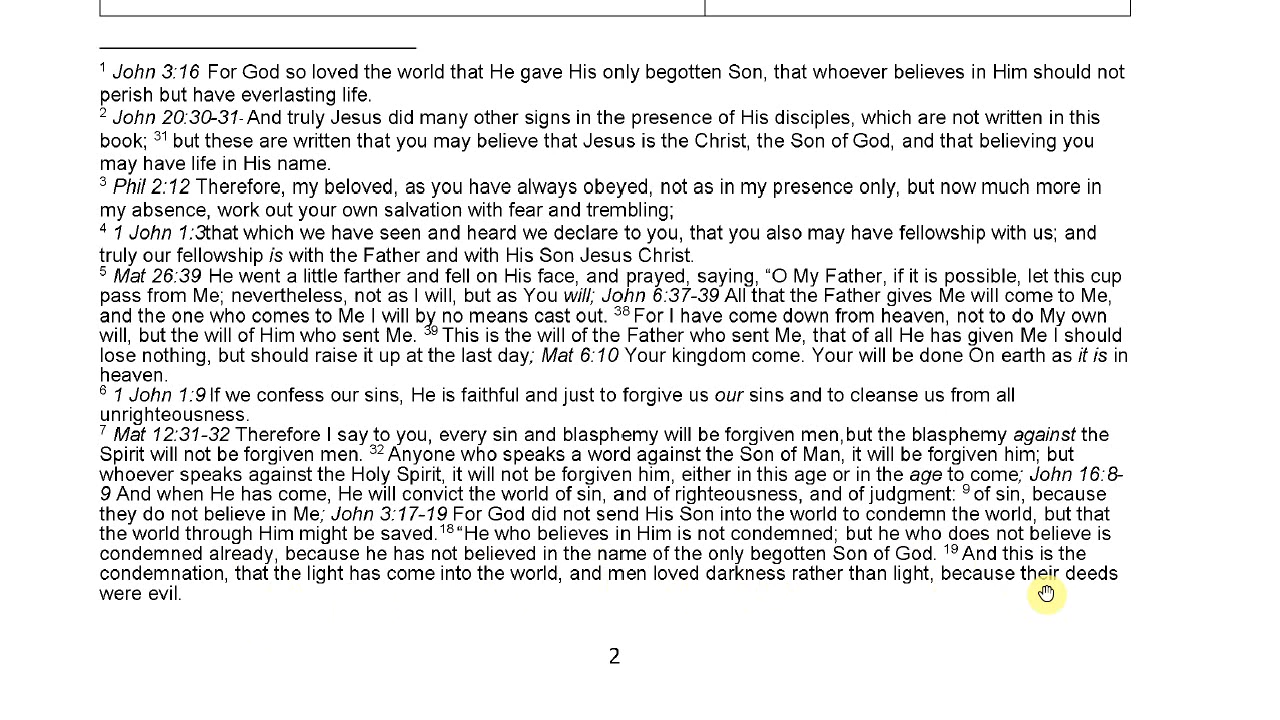 1 John 3:16 For God so loved the world that He gave His only begotten Son, that whoever believes in Him should not
perish but have everlasting life.
2 John 20:30-31- And truly Jesus did many other signs in the presence of His disciples, which are not written in this
book; 31 but these are written that you may believe that Jesus is the Christ, the Son of God, and that believing you
may have life in His name.
3 Phil 2:12 Therefore, my beloved, as you have always obeyed, not as in my presence only, but now much more in
my absence, work out your own salvation with fear and trembling;
4 1 John 1:3that which we have seen and heard we declare to you, that you also may have fellowship with us; and
truly our fellowship is with the Father and with His Son Jesus Christ.
5 Mat 26:39 He went a little farther and fell on His face, and prayed, saying, “O My Father, if it is possible, let this cup
pass from Me; nevertheless, not as I will, but as You will; John 6:37-39 All that the Father gives Me will come to Me,
and the one who comes to Me I will by no means cast out. 38 For I have come down from heaven, not to do My own
will, but the will of Him who sent Me. 39 This is the will of the Father who sent Me, that of all He has given Me I should
lose nothing, but should raise it up at the last day; Mat 6:10 Your kingdom come. Your will be done On earth as it is in
heaven.
6 1 John 1:9 If we confess our sins, He is faithful and just to forgive us our sins and to cleanse us from all
unrighteousness.
7 Mat 12:31-32 Therefore I say to you, every sin and blasphemy will be forgiven men,but the blasphemy against the
Spirit will not be forgiven men. 32 Anyone who speaks a word against the Son of Man, it will be forgiven him; but
whoever speaks against the Holy Spirit, it will not be forgiven him, either in this age or in the age to come; John 16:8-
9 And when He has come, He will convict the world of sin, and of righteousness, and of judgment: 9 of sin, because
they do not believe in Me; John 3:17-19 For God did not send His Son into the world to condemn the world, but that
the world through Him might be saved. 18 “He who believes in Him is not condemned; but he who does not believe is
condemned already, because he has not believed in the name of the only begotten Son of God. 19 And this is the
condemnation, that the light has come into the world, and men loved darkness rather than light, because their deeds
were evil.
2